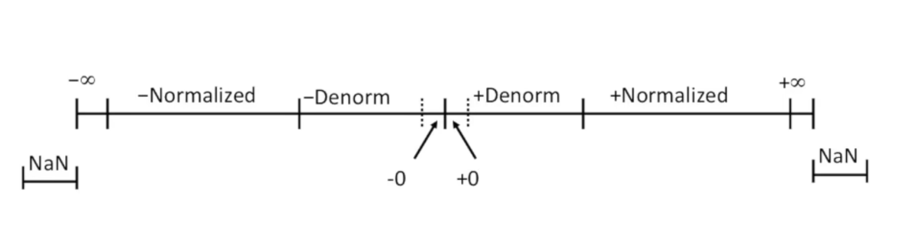 −∞ +∞
−Normalized −Denorm +Denorm +Normalized
NaN NaN
-0 +0